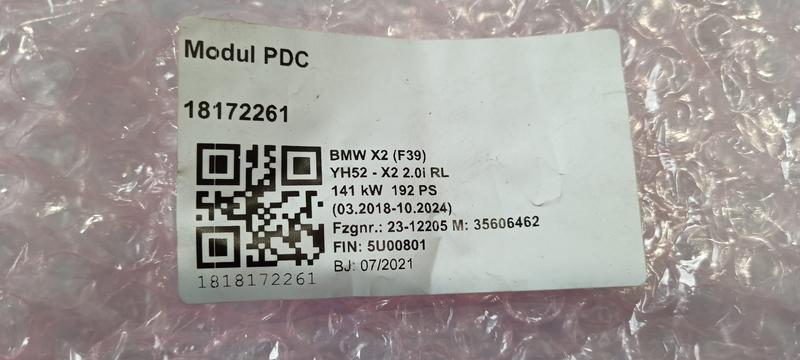 Modul PDC
18172261
BMW X2 (F39)
YH52 - X2 2.0i RL
141 kW 192 PS
(03.2018-10.2024)
Fzgnr.: 23-12205 M: 35606462
FIN: 5U00801
BJ: 07/2021
1818172261